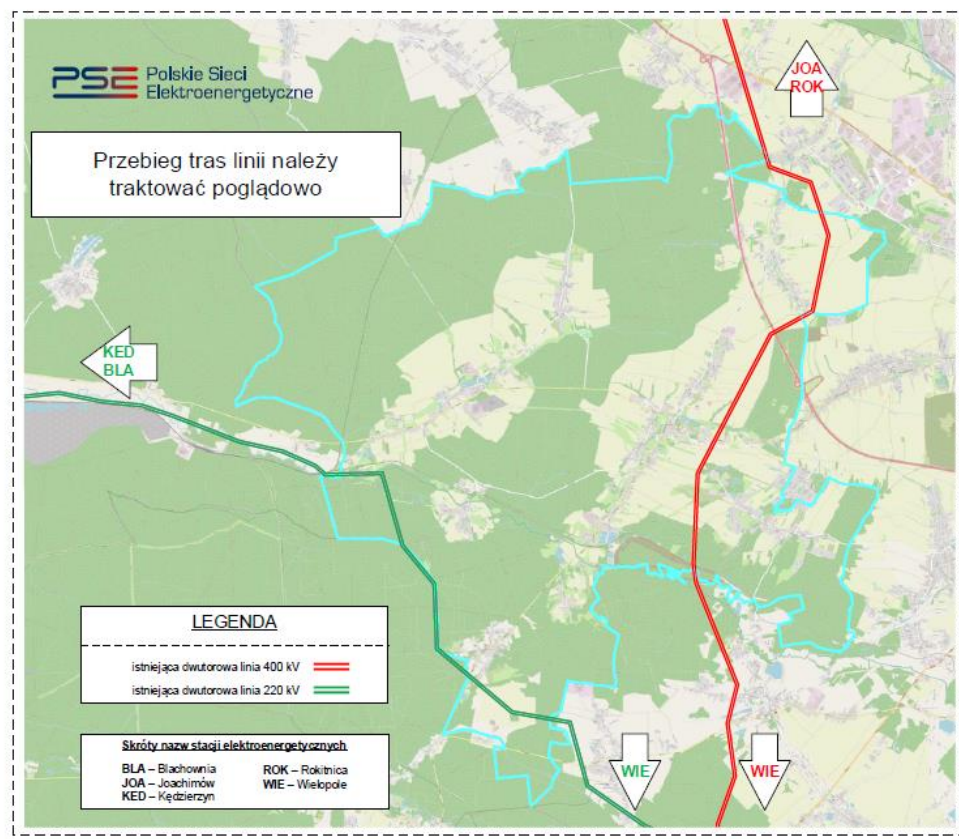 PSE Polskie Sieci
Elektroenergetyczne
Przebieg tras linii należy
traktować poglądowo
JOA
ROK
KED
BLA
LEGENDA
istniejąca dwutorowa linia 400 kV
istniejąca dwutorowa linia 220 kV
Skróty nazw stacji elektroenergetycznych
BLA – Blachownia ROK – Rokitnica
JOA – Joachimów WIE – Wielopole
KED – Kędzierzyn
WIE
WIE